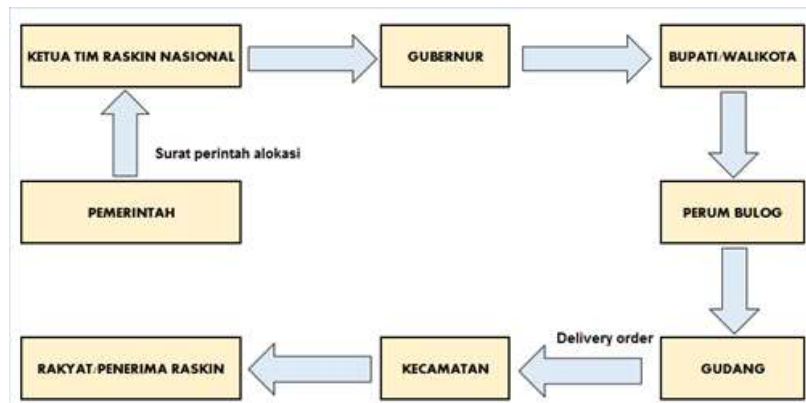 KETUA TIM RASKIN NASIONAL
GUBERNUR
BUPATI/WALIKOTA
Surat perintah alokasi
PEMERINTAH
PERUM BULOG
Delivery order
RAKYAT/PENERIMA RASKIN
KECAMATAN
GUDANG